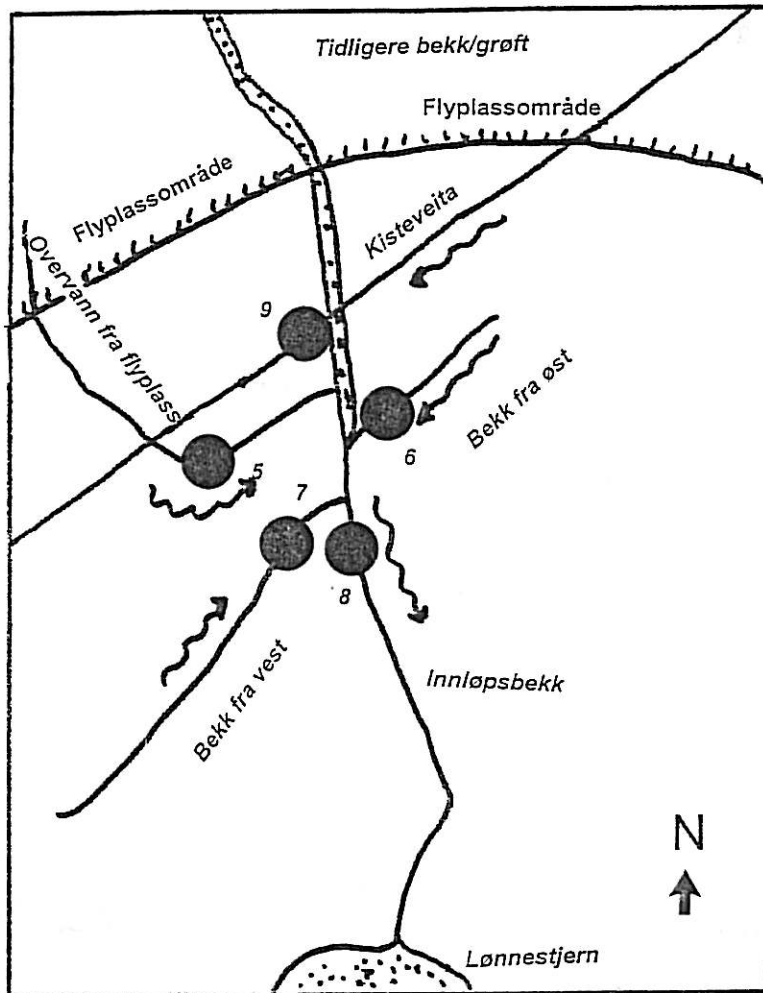 Tidligere bekk/grøft
Flyplassområde
Flyplassområde
Kisteveita
Overvann fra flyplass
9
Bekk fra øst
6
5
7
8
Bekk fra vest
Innløpsbekk
N
Lønnestjern